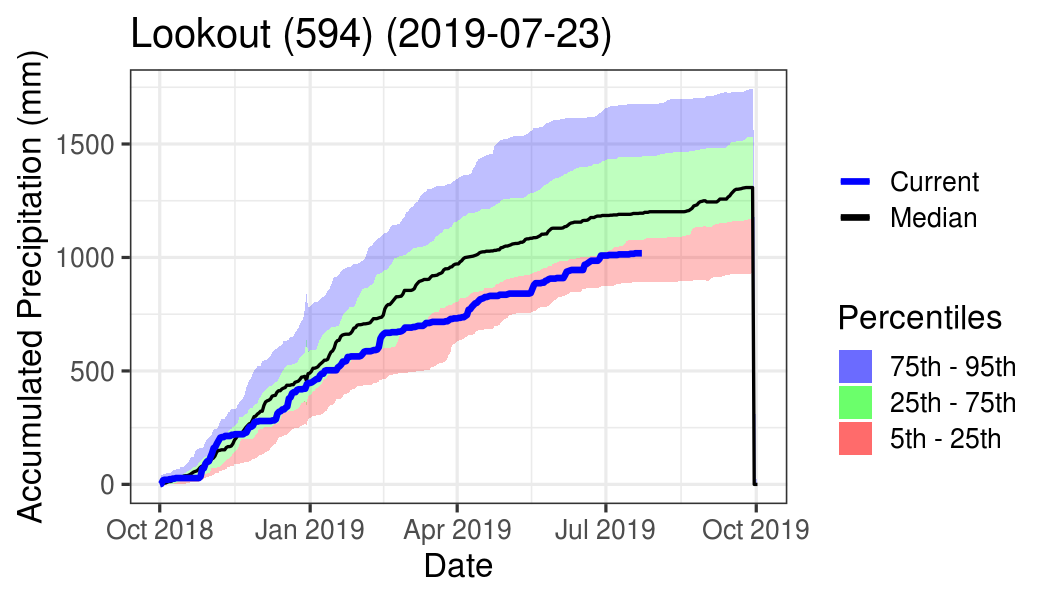 Lookout (594) (2019-07-23)
Accumulated Precipitation (mm)
1500
1000
500
0
Oct 2018
Jan 2019
Apr 2019
Jul 2019
Oct 2019
Date
Current
Median
Percentiles
75th - 95th
25th - 75th
5th - 25th